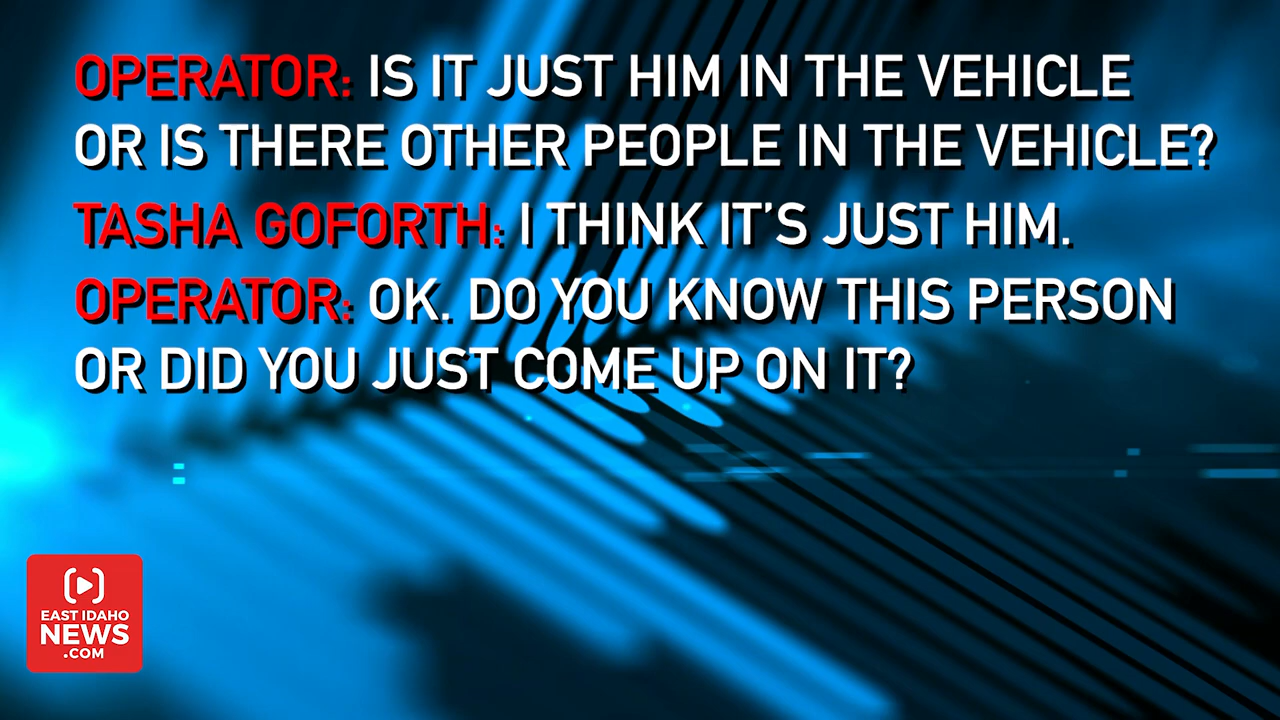 OPERATOR: IS IT JUST HIM IN THE VEHICLE
OR IS THERE OTHER PEOPLE IN THE VEHICLE?
TASHA GOFORTH: I THINK IT'S JUST HIM.
OPERATOR: OK. DO YOU KNOW THIS PERSON
OR DID YOU JUST COME UP ON IT?
EAST IDAHO
NEWS
.COM